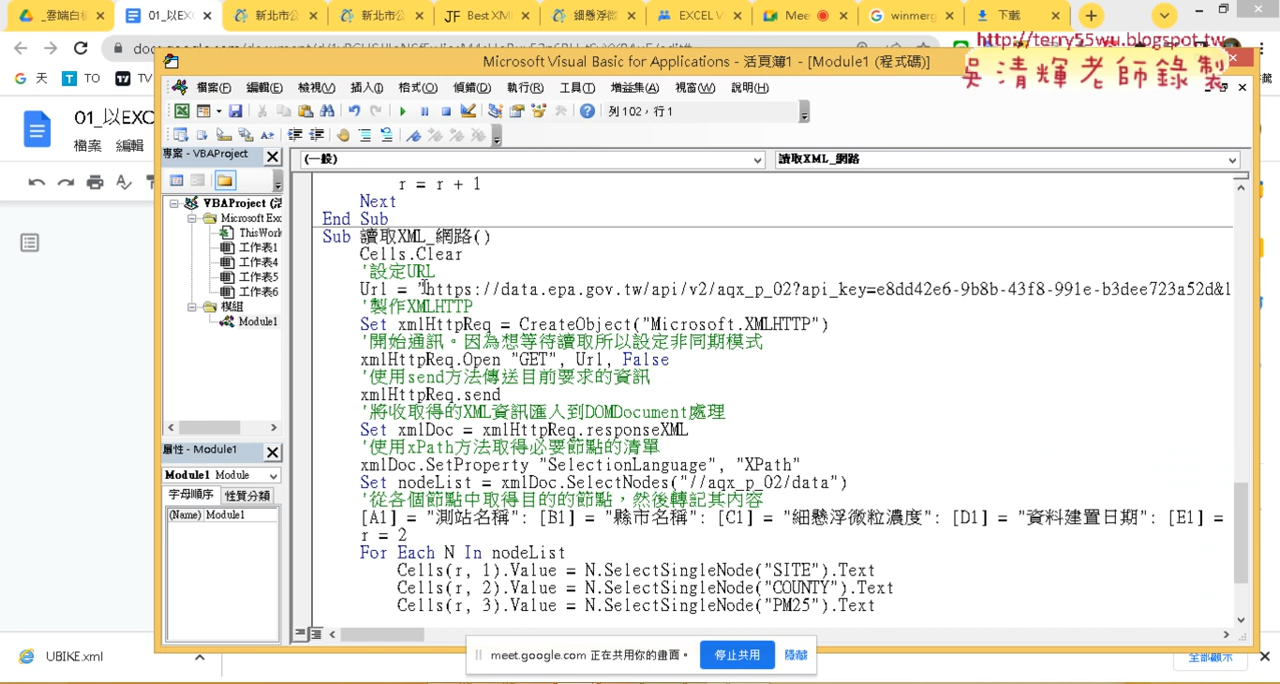 _雲端白板
01_以EXC
新北市公
新北市公
JF Best XML
細懸浮微
EXCEL V
Mee
winmerg
下載
http://terry55wu.blogspot.tw
吳清輝老師錄製
Microsoft Visual Basic for Applications - 活頁簿1 - [Module1 (程式碼)]
G 天 T TO TV TV
檔案(F) 編輯(E) 檢視(V) 插入(I) 格式(O) 偵錯(D) 執行(R) 工具(T) 增益集(A) 視窗(W) 說明(H)
01_以EXC
檔案 編輯
列 102，行 1
專案 - VBAProject
(一般)
讀取XML_網路
VBAProject (活
Microsoft Exc
ThisWork
工作表1
工作表4
工作表5
工作表6
模組
Module1
屬性 - Module1
Module1 Module
字母順序 性質分類
(Name) Module1
r = r + 1
Next
End Sub
Sub 讀取XML_網路()
Cells.Clear
'設定URL
Url = "https://data.epa.gov.tw/api/v2/aqx_p_02?api_key=e8dd42e6-9b8b-43f8-991e-b3dee723a52d&l
'製作XMLHTTP
Set xmlHttpReq = CreateObject("Microsoft.XMLHTTP")
'開始通訊。因為想等待讀取所以設定非同期模式
xmlHttpReq.Open "GET", Url, False
'使用send方法傳送目前要求的資訊
xmlHttpReq.send
'將收取得的XML資訊匯入到DOMDocument處理
Set xmlDoc = xmlHttpReq.responseXML
'使用xPath方法取得必要節點的清單
xmlDoc.SetProperty "SelectionLanguage", "XPath"
Set nodeList = xmlDoc.SelectNodes("//aqx_p_02/data")
'從各個節點中取得目的的節點，然後轉記其內容
[A1] = "測站名稱": [B1] = "縣市名稱": [C1] = "細懸浮微粒濃度": [D1] = "資料建置日期": [E1] =
r = 2
For Each N In nodeList
Cells(r, 1).Value = N.SelectSingleNode("SITE").Text
Cells(r, 2).Value = N.SelectSingleNode("COUNTY").Text
Cells(r, 3).Value = N.SelectSingleNode("PM25").Text
UBIKE.xml
meet.google.com 正在共用你的畫面。
停止共用
隱藏
全部顯示